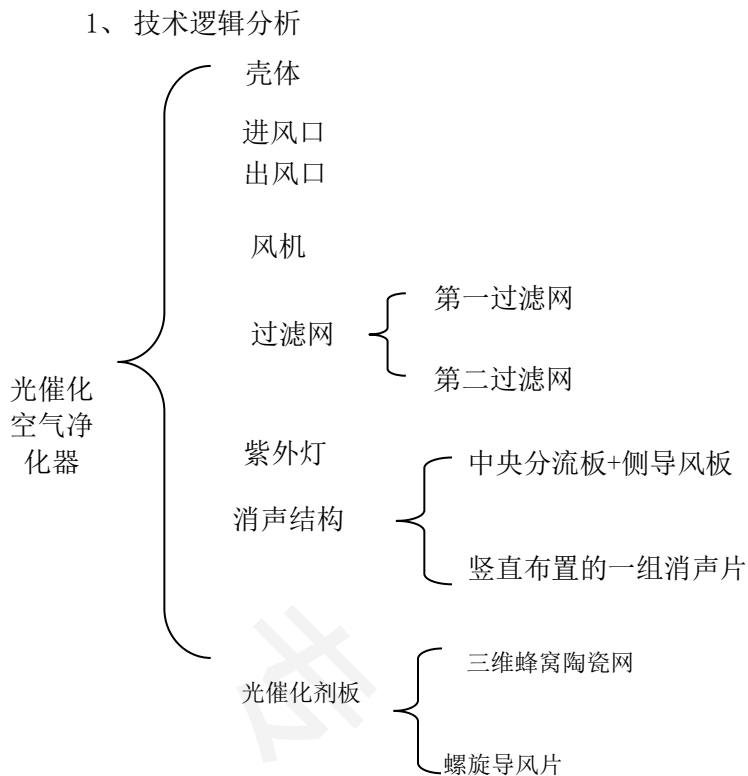 1、 技术逻辑分析
壳体
进风口
出风口
风机
过滤网
第一过滤网
第二过滤网
光催化
空气净
化器
紫外灯
消声结构
中央分流板+侧导风板
竖直布置的一组消声片
光催化剂板
三维蜂窝陶瓷网
螺旋导风片